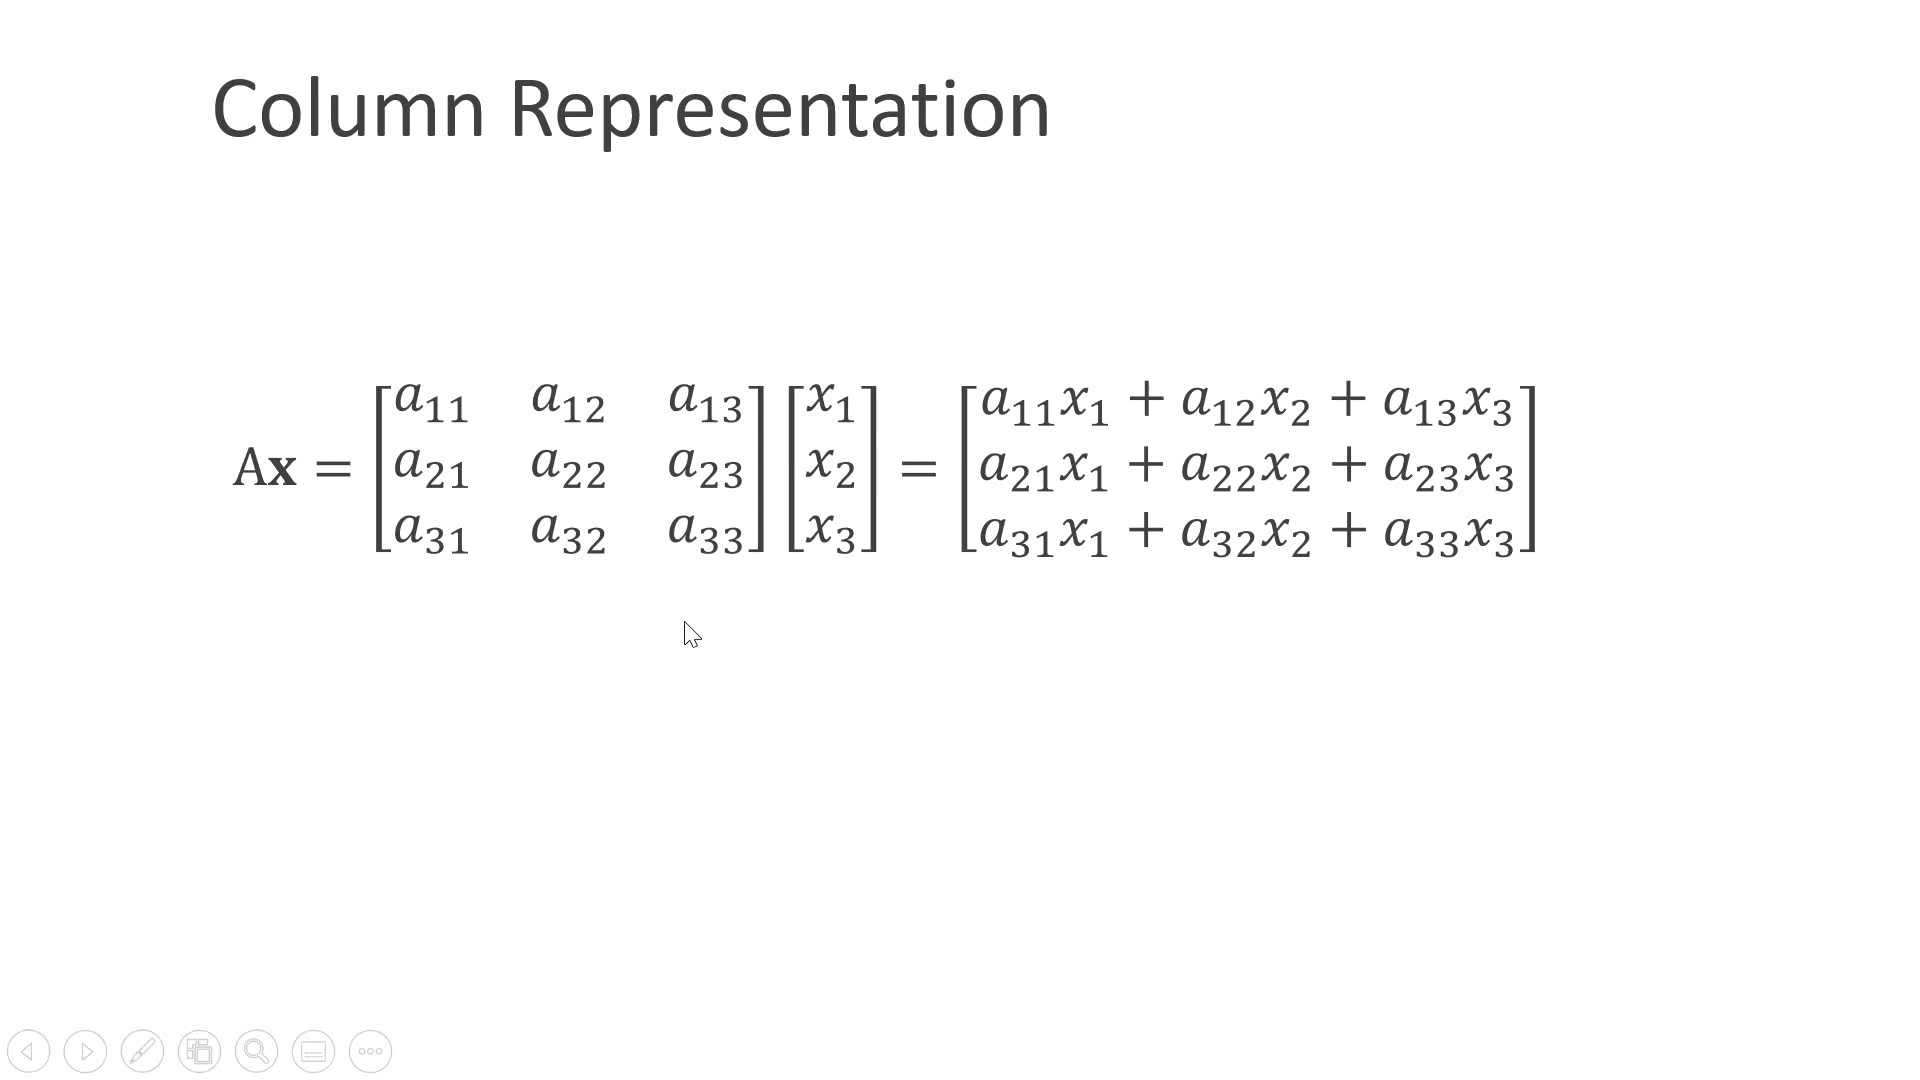 Column Representation
A𝐱 = [a₁₁ a₁₂ a₁₃; a₂₁ a₂₂ a₂₃; a₃₁ a₃₂ a₃₃] [x₁; x₂; x₃] = [a₁₁x₁ + a₁₂x₂ + a₁₃x₃; a₂₁x₁ + a₂₂x₂ + a₂₃x₃; a₃₁x₁ + a₃₂x₂ + a₃₃x₃]